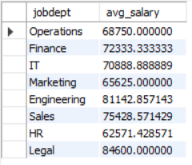 jobdept avg_salary
Operations 68750.000000
Finance 72333.333333
IT 70888.888889
Marketing 65625.000000
Engineering 81142.857143
Sales 75428.571429
HR 62571.428571
Legal 84600.000000